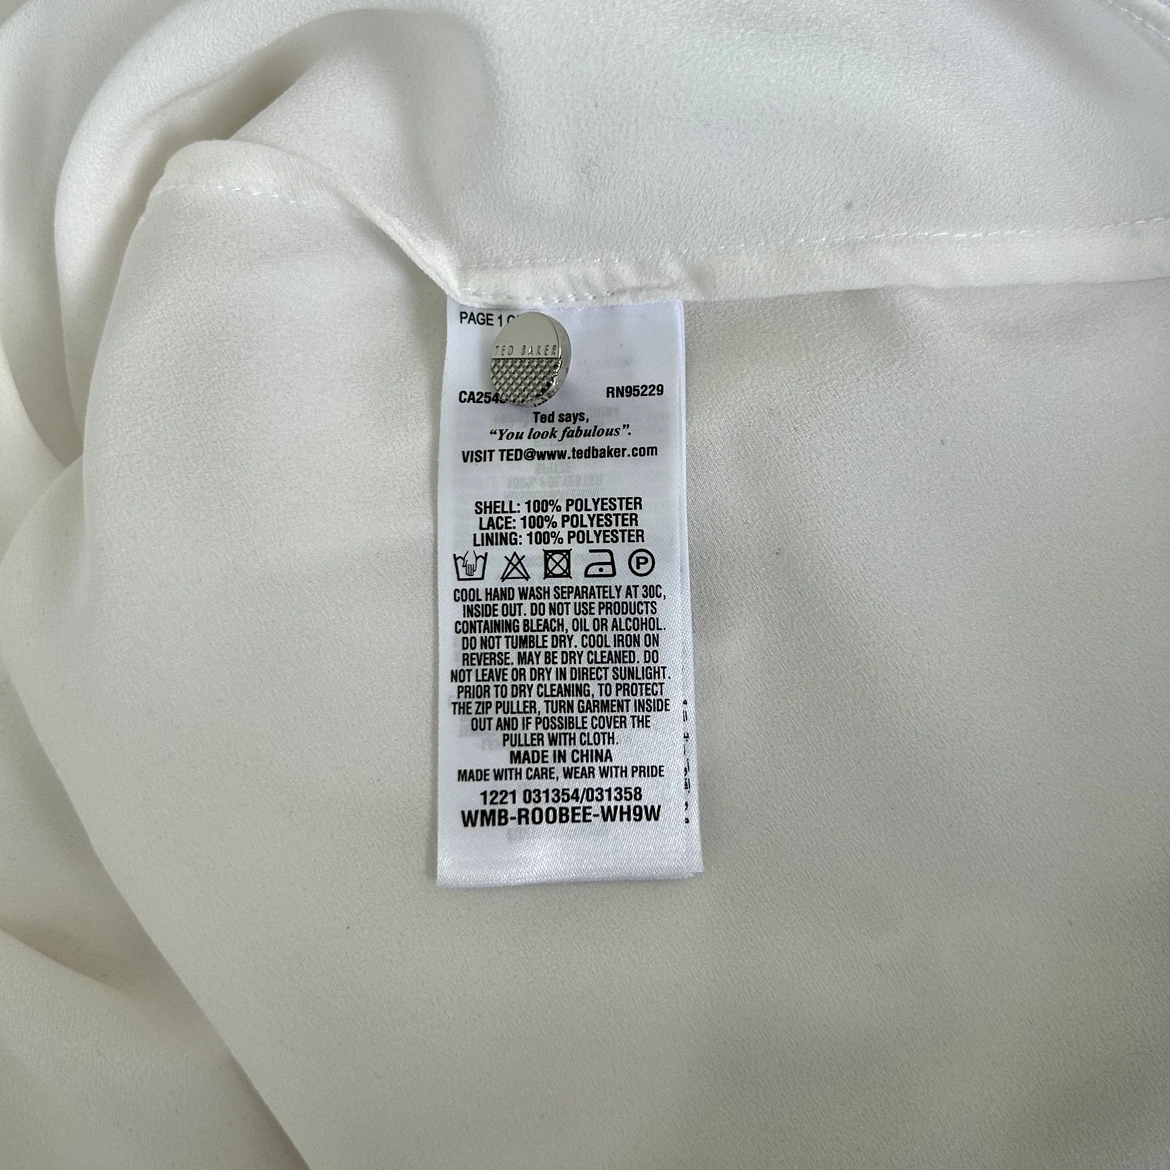 PAGE 1
TED BAKER
RN95229
Ted says,
“You look fabulous”.
VISIT TED@www.tedbaker.com
SHELL: 100% POLYESTER
LACE: 100% POLYESTER
LINING: 100% POLYESTER
P
COOL HAND WASH SEPARATELY AT 30C,
INSIDE OUT. DO NOT USE PRODUCTS
CONTAINING BLEACH, OIL OR ALCOHOL.
DO NOT TUMBLE DRY. COOL IRON ON
REVERSE. MAY BE DRY CLEANED. DO
NOT LEAVE OR DRY IN DIRECT SUNLIGHT.
PRIOR TO DRY CLEANING, TO PROTECT
THE ZIP PULLER, TURN GARMENT INSIDE
OUT AND IF POSSIBLE COVER THE
PULLER WITH CLOTH.
MADE IN CHINA
MADE WITH CARE, WEAR WITH PRIDE
1221 031354/031358
WMB-ROOBEE-WH9W